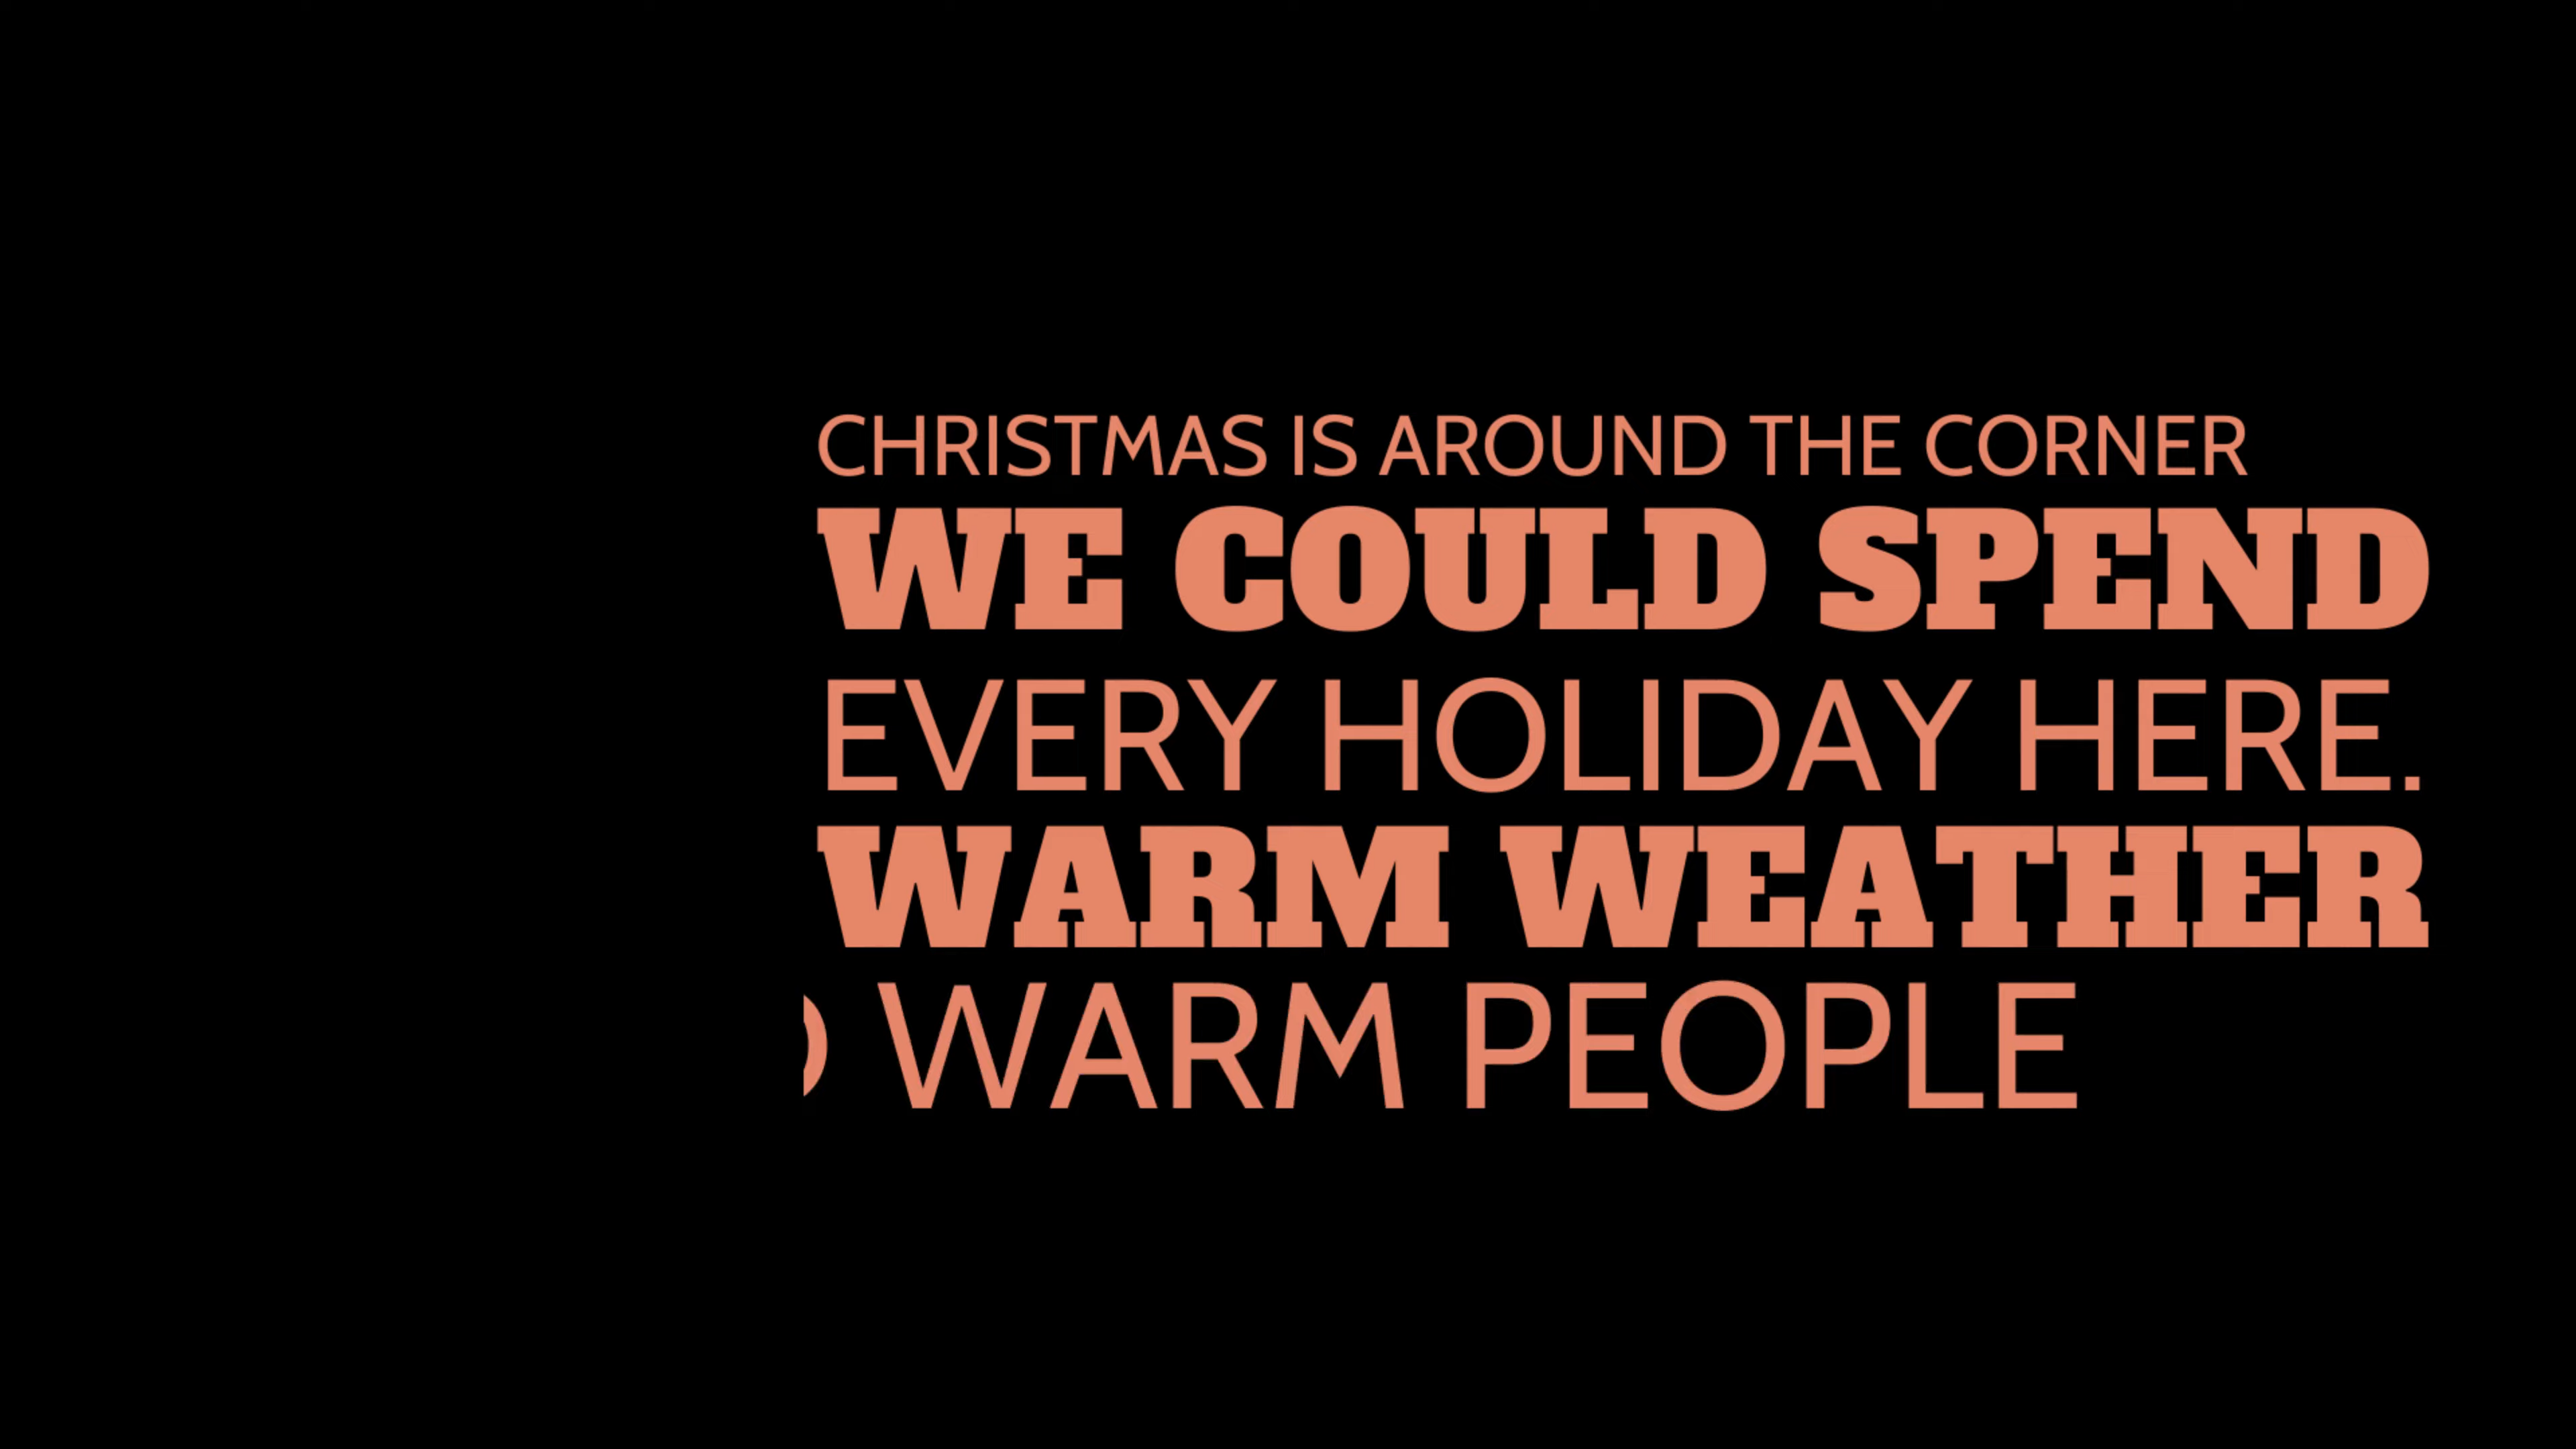 CHRISTMAS IS AROUND THE CORNER
WE COULD SPEND
EVERY HOLIDAY HERE.
WARM WEATHER
WARM PEOPLE